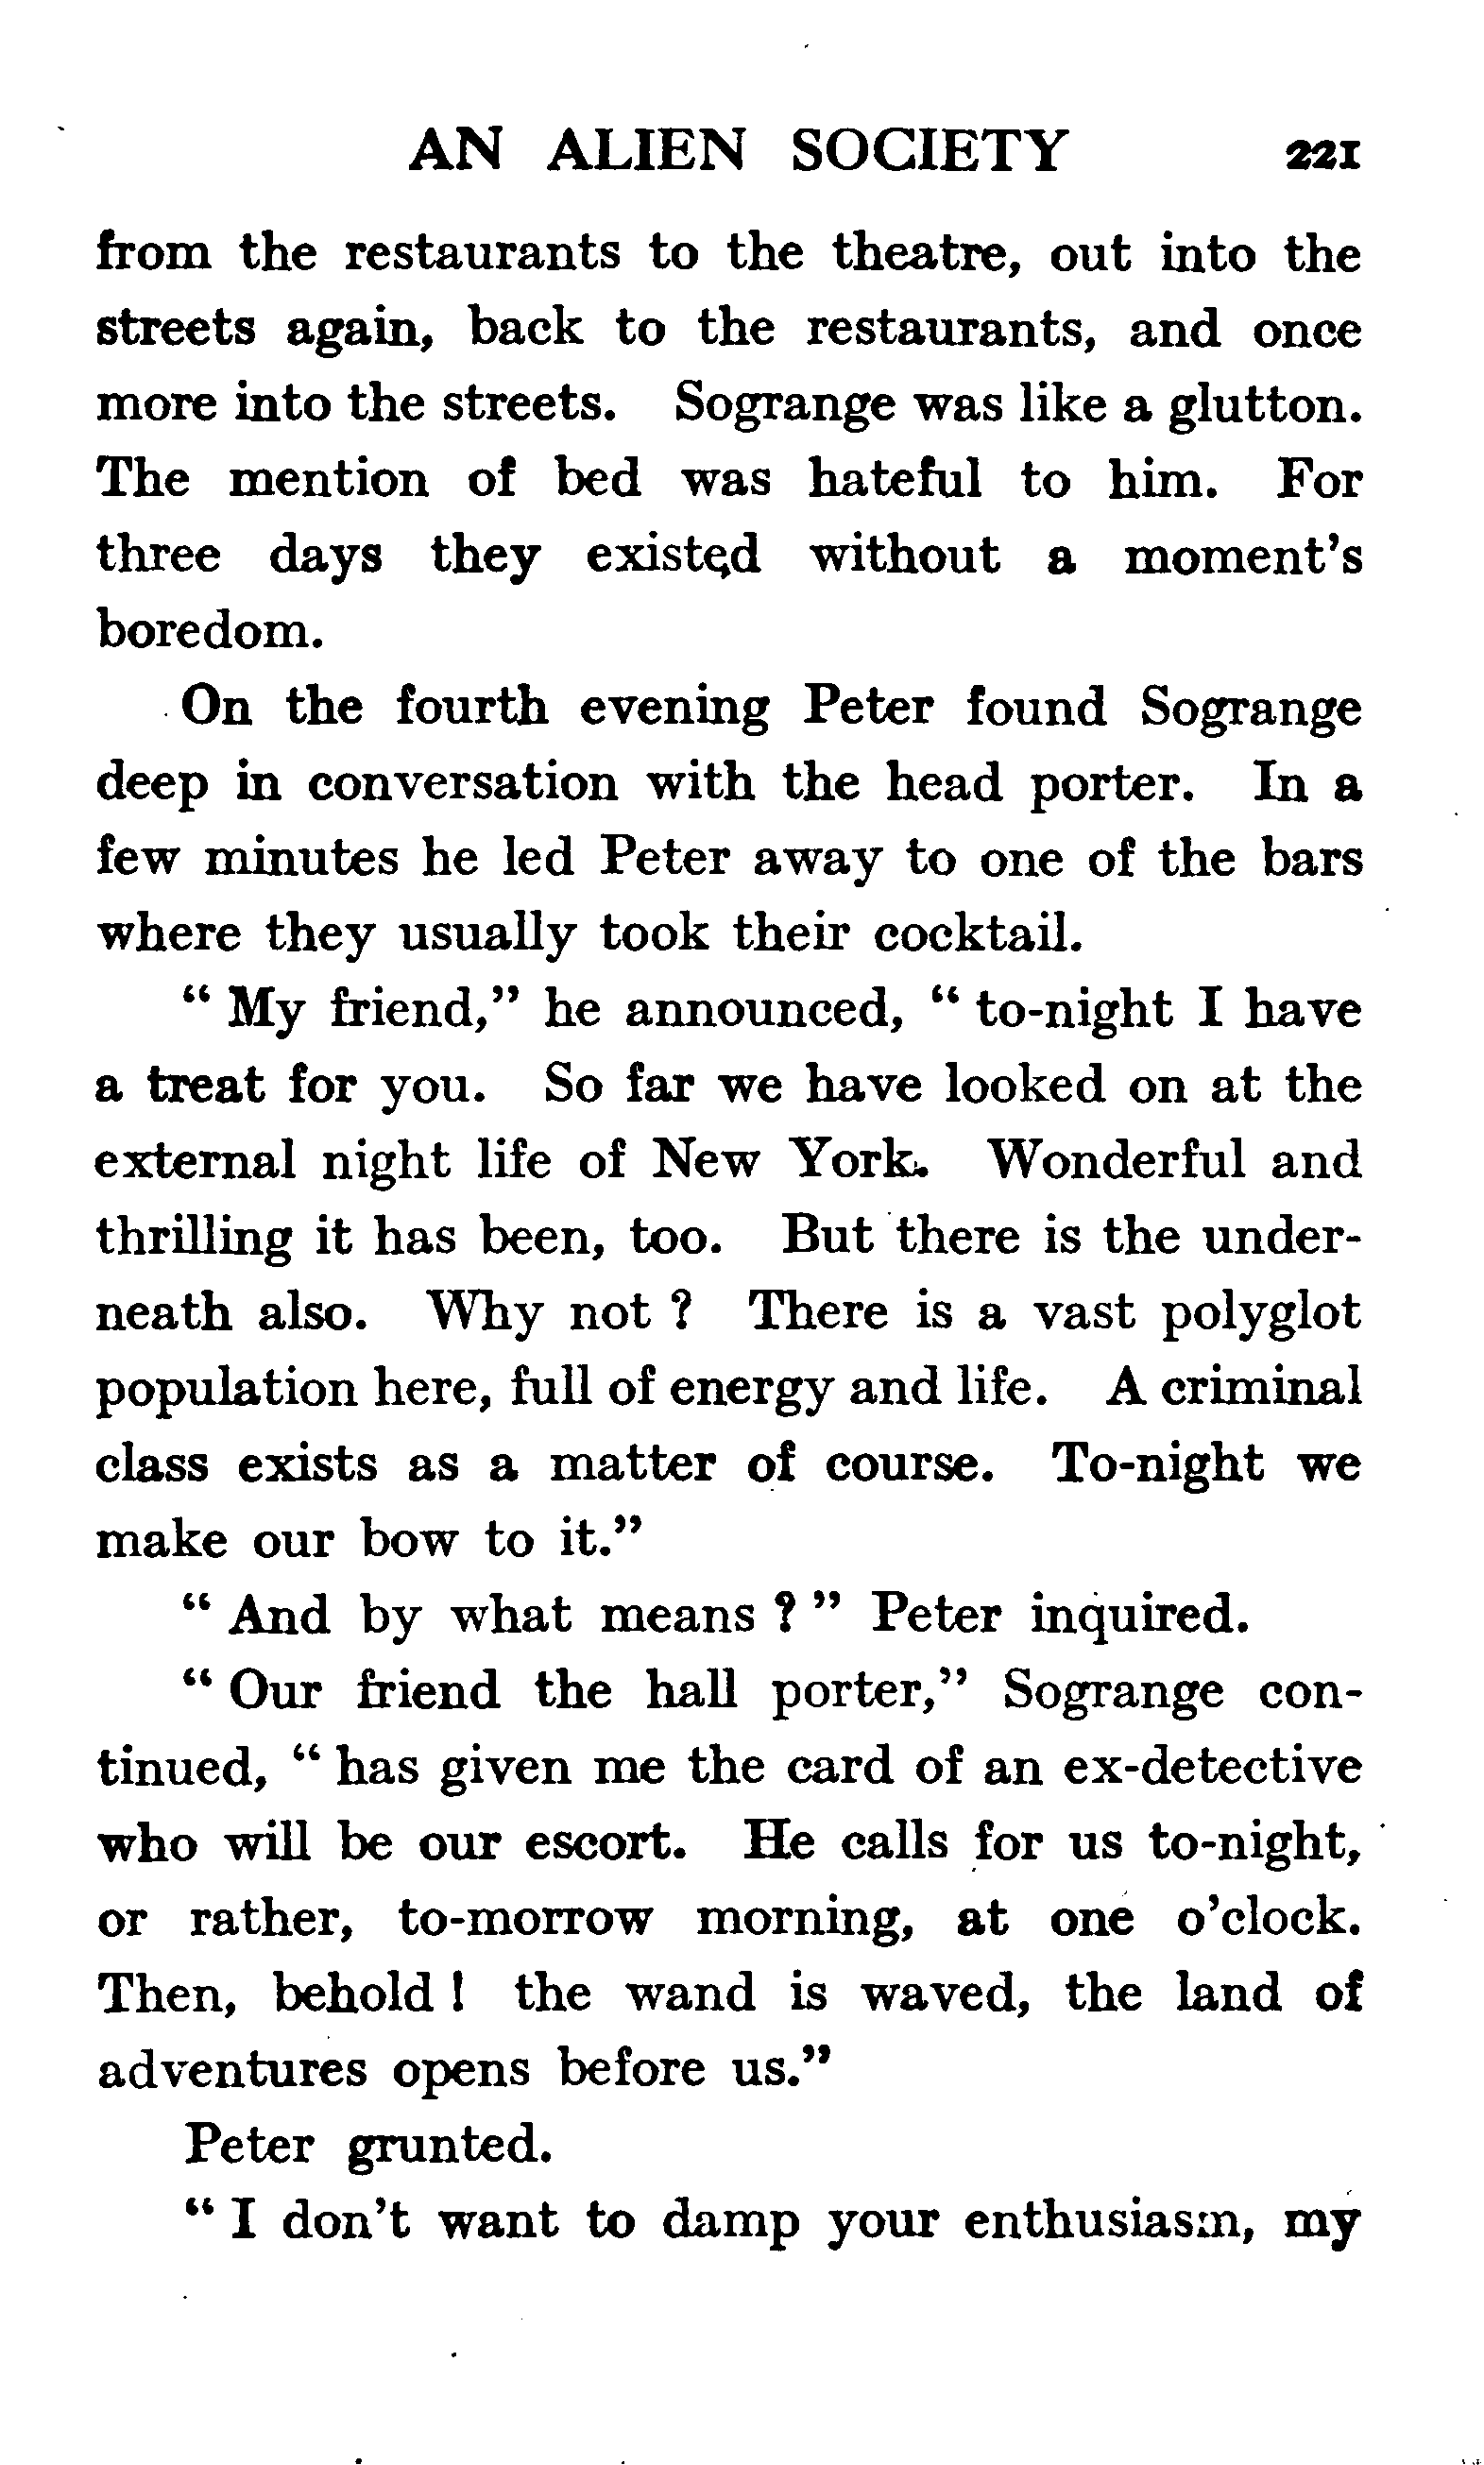 AN ALIEN SOCIETY 221
from the restaurants to the theatre, out into the
streets again, back to the restaurants, and once
more into the streets. Sogrange was like a glutton.
The mention of bed was hateful to him. For
three days they existed without a moment's
boredom.
On the fourth evening Peter found Sogrange
deep in conversation with the head porter. In a
few minutes he led Peter away to one of the bars
where they usually took their cocktail.
“ My friend,” he announced, “ to-night I have
a treat for you. So far we have looked on at the
external night life of New York. Wonderful and
thrilling it has been, too. But there is the under-
neath also. Why not ? There is a vast polyglot
population here, full of energy and life. A criminal
class exists as a matter of course. To-night we
make our bow to it.”
“ And by what means ? ” Peter inquired.
“ Our friend the hall porter,” Sogrange con-
tinued, “ has given me the card of an ex-detective
who will be our escort. He calls for us to-night,
or rather, to-morrow morning, at one o'clock.
Then, behold ! the wand is waved, the land of
adventures opens before us.”
Peter grunted.
“ I don't want to damp your enthusiasm, my